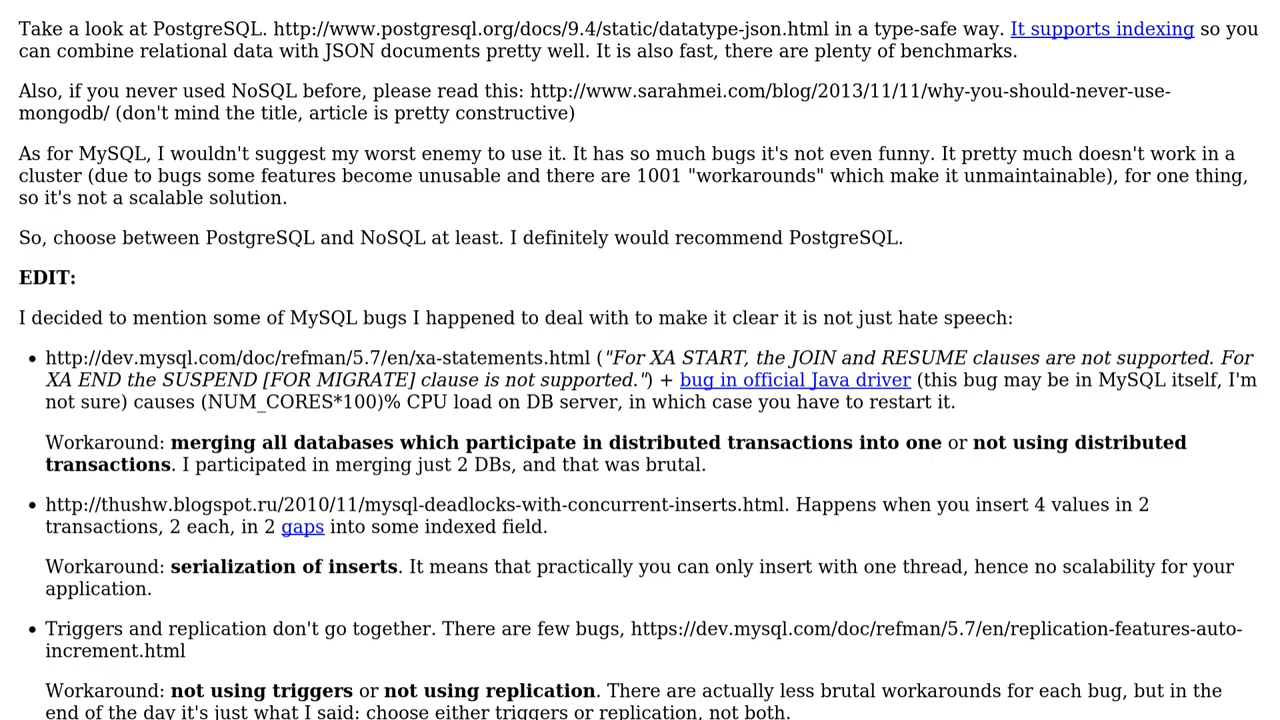 Take a look at PostgreSQL. http://www.postgresql.org/docs/9.4/static/datatype-json.html in a type-safe way. It supports indexing so you
can combine relational data with JSON documents pretty well. It is also fast, there are plenty of benchmarks.
Also, if you never used NoSQL before, please read this: http://www.sarahmei.com/blog/2013/11/11/why-you-should-never-use-
mongodb/ (don't mind the title, article is pretty constructive)
As for MySQL, I wouldn't suggest my worst enemy to use it. It has so much bugs it's not even funny. It pretty much doesn't work in a
cluster (due to bugs some features become unusable and there are 1001 "workarounds" which make it unmaintainable), for one thing,
so it's not a scalable solution.
So, choose between PostgreSQL and NoSQL at least. I definitely would recommend PostgreSQL.
EDIT:
I decided to mention some of MySQL bugs I happened to deal with to make it clear it is not just hate speech:
• http://dev.mysql.com/doc/refman/5.7/en/xa-statements.html ("For XA START, the JOIN and RESUME clauses are not supported. For
XA END the SUSPEND [FOR MIGRATE] clause is not supported.") + bug in official Java driver (this bug may be in MySQL itself, I'm
not sure) causes (NUM_CORES*100)% CPU load on DB server, in which case you have to restart it.
Workaround: merging all databases which participate in distributed transactions into one or not using distributed
transactions. I participated in merging just 2 DBs, and that was brutal.
• http://thushw.blogspot.ru/2010/11/mysql-deadlocks-with-concurrent-inserts.html. Happens when you insert 4 values in 2
transactions, 2 each, in 2 gaps into some indexed field.
Workaround: serialization of inserts. It means that practically you can only insert with one thread, hence no scalability for your
application.
• Triggers and replication don't go together. There are few bugs, https://dev.mysql.com/doc/refman/5.7/en/replication-features-auto-
increment.html
Workaround: not using triggers or not using replication. There are actually less brutal workarounds for each bug, but in the
end of the day it's just what I said: choose either triggers or replication, not both.